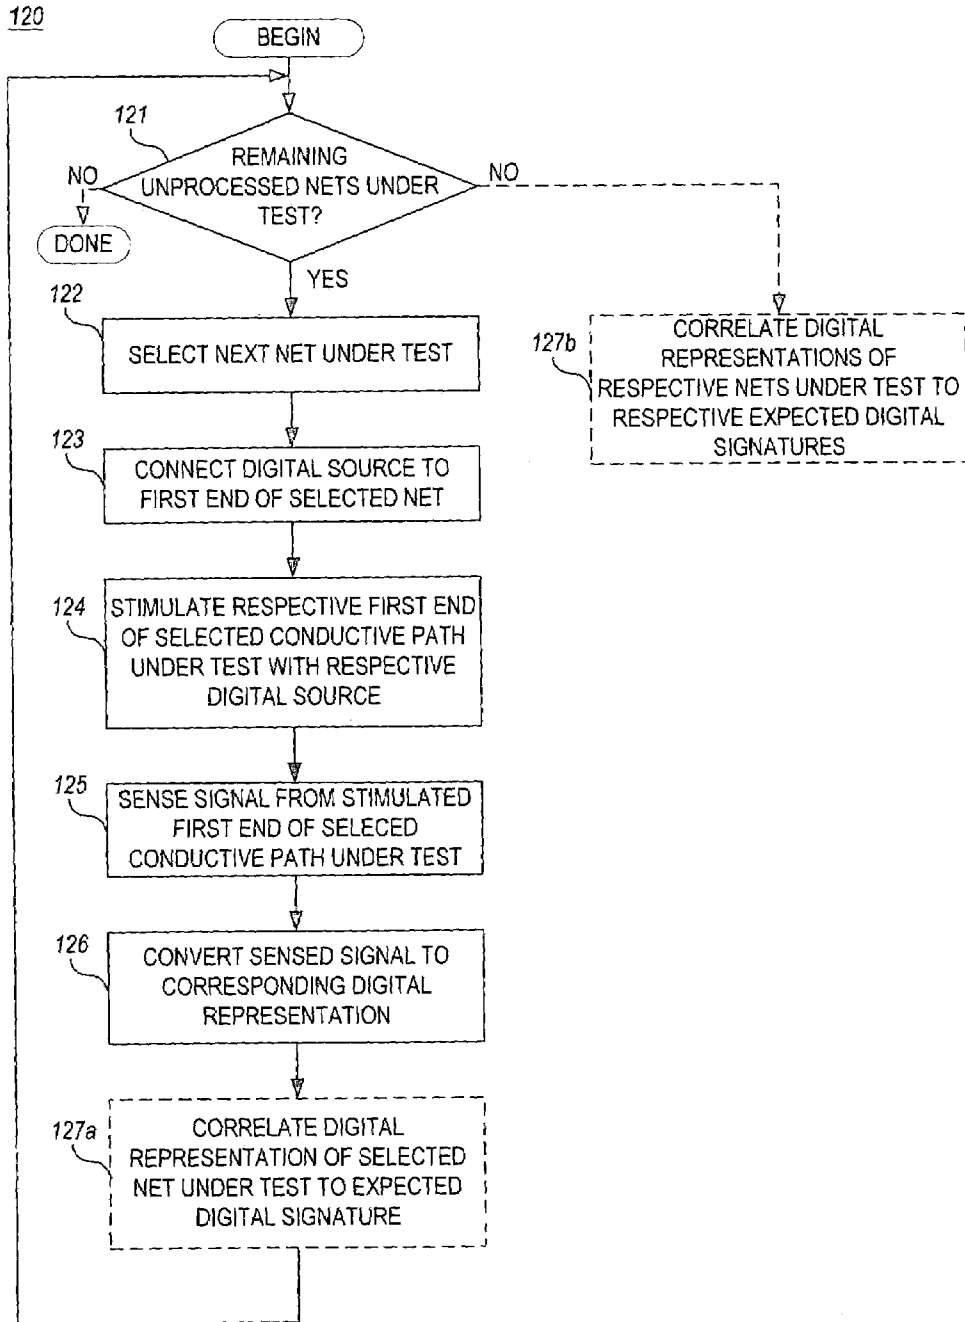 120
BEGIN
121
REMAINING
UNPROCESSED NETS UNDER
TEST?
NO
NO
DONE
YES
122
SELECT NEXT NET UNDER TEST
127b
CORRELATE DIGITAL
REPRESENTATIONS OF
RESPECTIVE NETS UNDER TEST TO
RESPECTIVE EXPECTED DIGITAL
SIGNATURES
123
CONNECT DIGITAL SOURCE TO
FIRST END OF SELECTED NET
124
STIMULATE RESPECTIVE FIRST END
OF SELECTED CONDUCTIVE PATH
UNDER TEST WITH RESPECTIVE
DIGITAL SOURCE
125
SENSE SIGNAL FROM STIMULATED
FIRST END OF SELECED
CONDUCTIVE PATH UNDER TEST
126
CONVERT SENSED SIGNAL TO
CORRESPONDING DIGITAL
REPRESENTATION
127a
CORRELATE DIGITAL
REPRESENTATION OF SELECTED
NET UNDER TEST TO EXPECTED
DIGITAL SIGNATURE